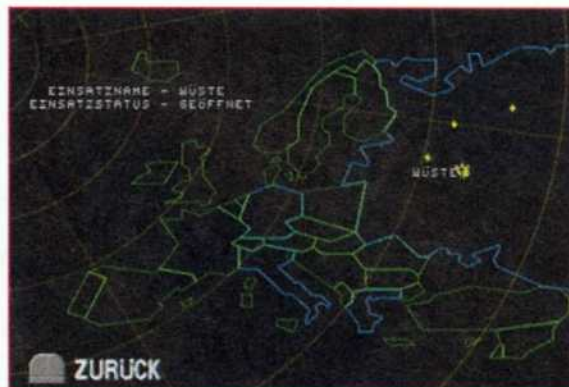 EINSATZNAME - WÜSTE
EINSATZSTATUS - GEÖFFNET
WÜSTE
ZURÜCK